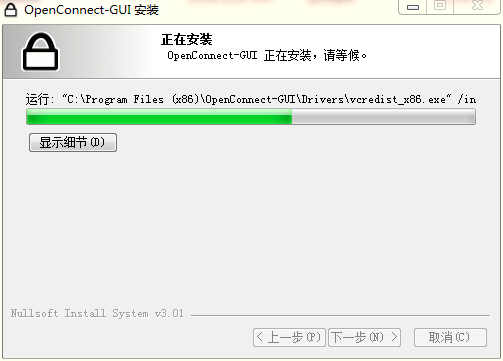 OpenConnect-GUI 安装
正在安装
OpenConnect-GUI 正在安装，请等候。
运行: "C:\Program Files (x86)\OpenConnect-GUI\Drivers\vcredist_x86.exe" /in
显示细节(D)
Nullsoft Install System v3.01
< 上一步(P) 下一步(N) > 取消(C)